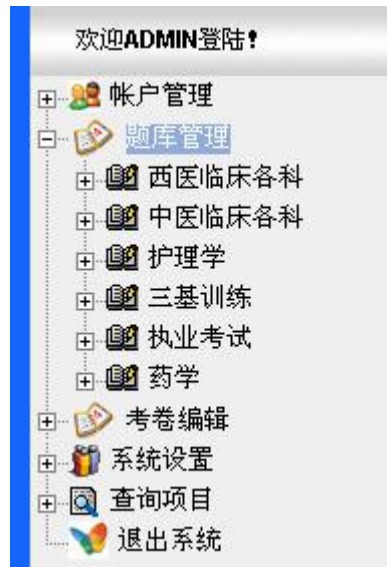 欢迎ADMIN登陆!
帐户管理
题库管理
西医临床各科
中医临床各科
护理学
三基训练
执业考试
药学
考卷编辑
系统设置
查询项目
退出系统